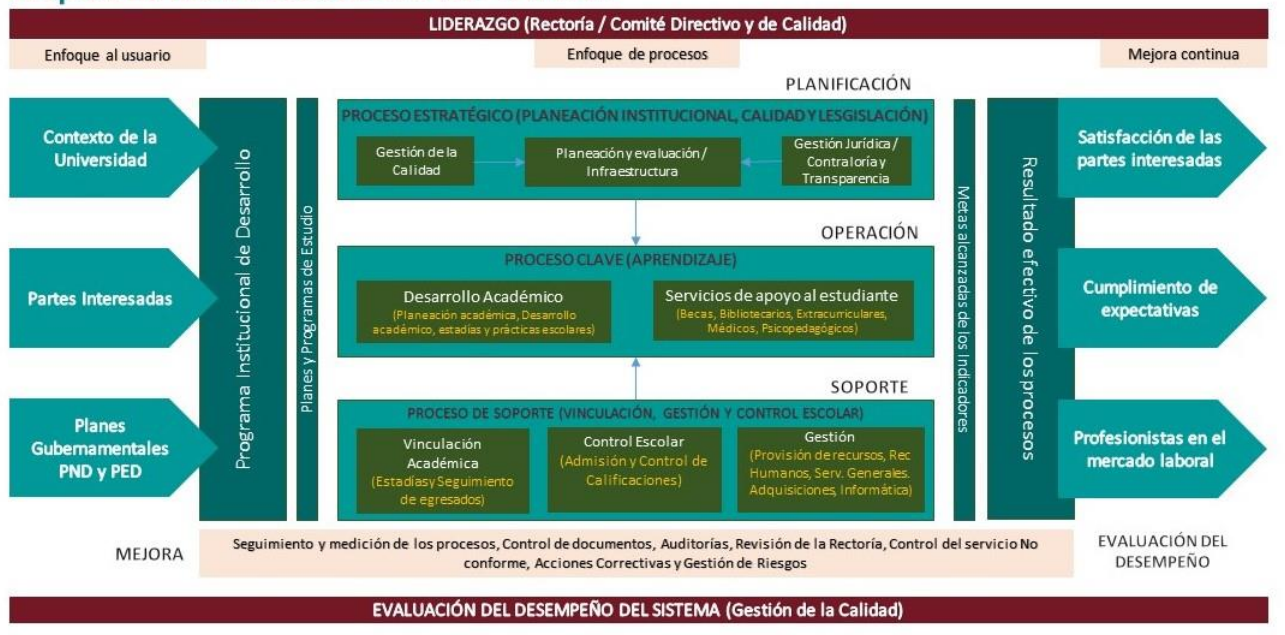 LIDERAZGO (Rectoría / Comité Directivo y de Calidad)
Enfoque al usuario
Enfoque de procesos
Mejora continua
Contexto de la
Universidad
Partes Interesadas
Planes
Gubernamentales
PND y PED
Programa Institucional de Desarrollo
Planes y Programas de Estudio
PLANIFICACIÓN
PROCESO ESTRATÉGICO (PLANEACIÓN INSTITUCIONAL, CALIDAD Y LESGISLACIÓN)
Gestión de la
Calidad
Planeación y evaluación /
Infraestructura
Gestión Jurídica /
Contraloría y
Transparencia
OPERACIÓN
PROCESO CLAVE (APRENDIZAJE)
Desarrollo Académico
(Planeación académica, Desarrollo
académico, estadías y prácticas escolares)
Servicios de apoyo al estudiante
(Becas, Bibliotecarios, Extracurriculares,
Médicos, Psicopedagógicos)
SOPORTE
PROCESO DE SOPORTE (VINCULACIÓN, GESTIÓN Y CONTROL ESCOLAR)
Vinculación
Académica
(Estadías y Seguimiento
de egresados)
Control Escolar
(Admisión y Control de
Calificaciones)
Gestión
(Provisión de recursos, Rec
Humanos, Serv. Generales.
Adquisiciones, Informática)
Metas alcanzadas de los Indicadores
Resultado efectivo de los procesos
Satisfacción de las
partes interesadas
Cumplimiento de
expectativas
Profesionistas en el
mercado laboral
MEJORA
Seguimiento y medición de los procesos, Control de documentos, Auditorías, Revisión de la Rectoría, Control del servicio No
conforme, Acciones Correctivas y Gestión de Riesgos
EVALUACIÓN DEL
DESEMPEÑO
EVALUACIÓN DEL DESEMPEÑO DEL SISTEMA (Gestión de la Calidad)